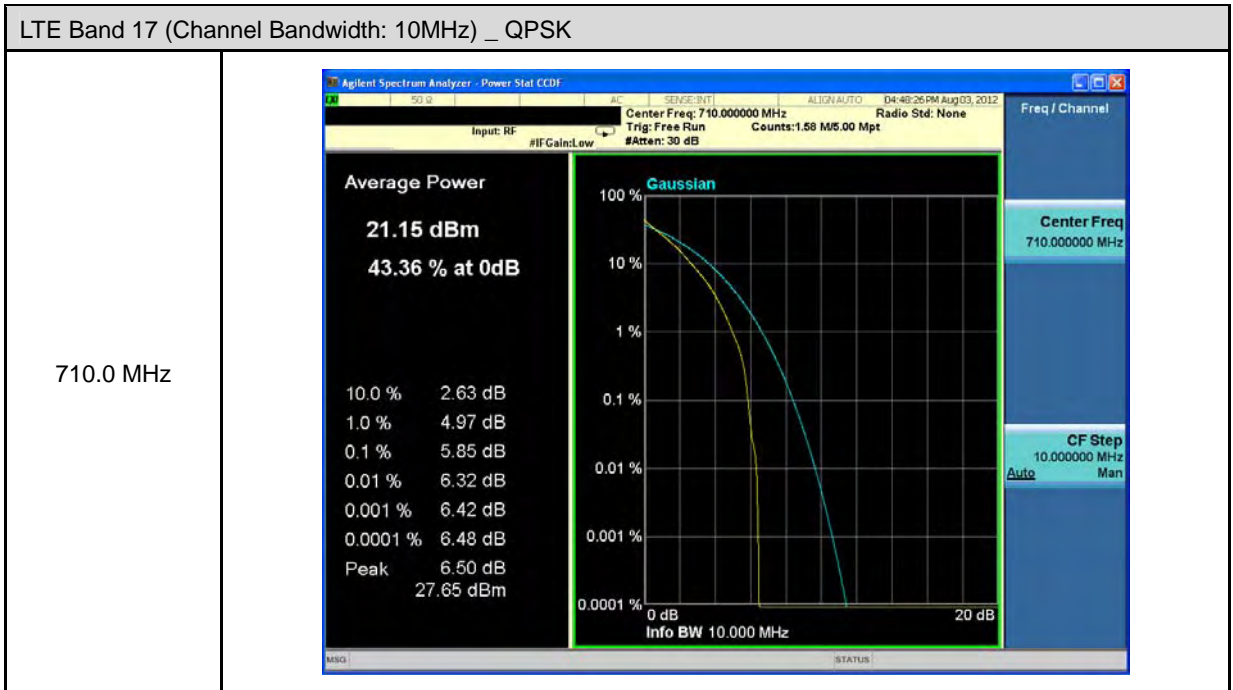 LTE Band 17 (Channel Bandwidth: 10MHz) _ QPSK
710.0 MHz
Agilent Spectrum Analyzer - Power Stat CCDF
50 Ω AC SENSE:INT ALIGN AUTO 04:48:26 PM Aug 03, 2012
Center Freq: 710.000000 MHz Radio Std: None
Input: RF Trig: Free Run Counts:1.58 M/5.00 Mpt
#IFGain:Low #Atten: 30 dB
Freq / Channel
Average Power
21.15 dBm
43.36 % at 0dB
10.0 % 2.63 dB
1.0 % 4.97 dB
0.1 % 5.85 dB
0.01 % 6.32 dB
0.001 % 6.42 dB
0.0001 % 6.48 dB
Peak 6.50 dB
27.65 dBm
Gaussian
100 %
10 %
1 %
0.1 %
0.01 %
0.001 %
0.0001 %
0 dB 20 dB
Info BW 10.000 MHz
Center Freq
710.000000 MHz
CF Step
10.000000 MHz
Auto Man
MSG STATUS